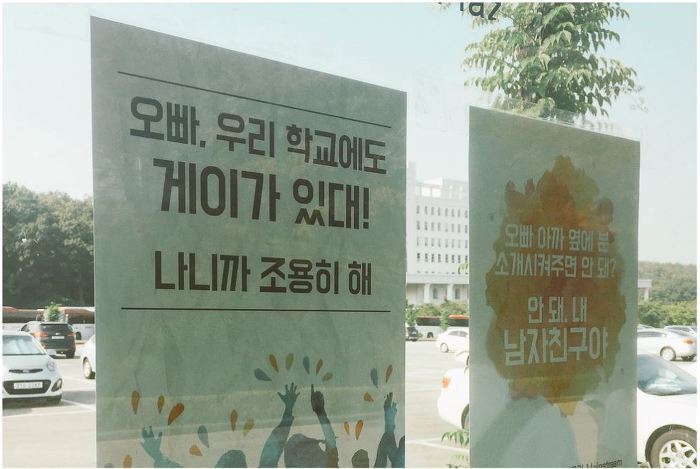 오빠, 우리 학교에도
게이가 있대!
나니까 조용히 해
오빠 아까 옆에 분
소개시켜주면 안 돼?
안 돼, 내
남자친구야
Mainstream